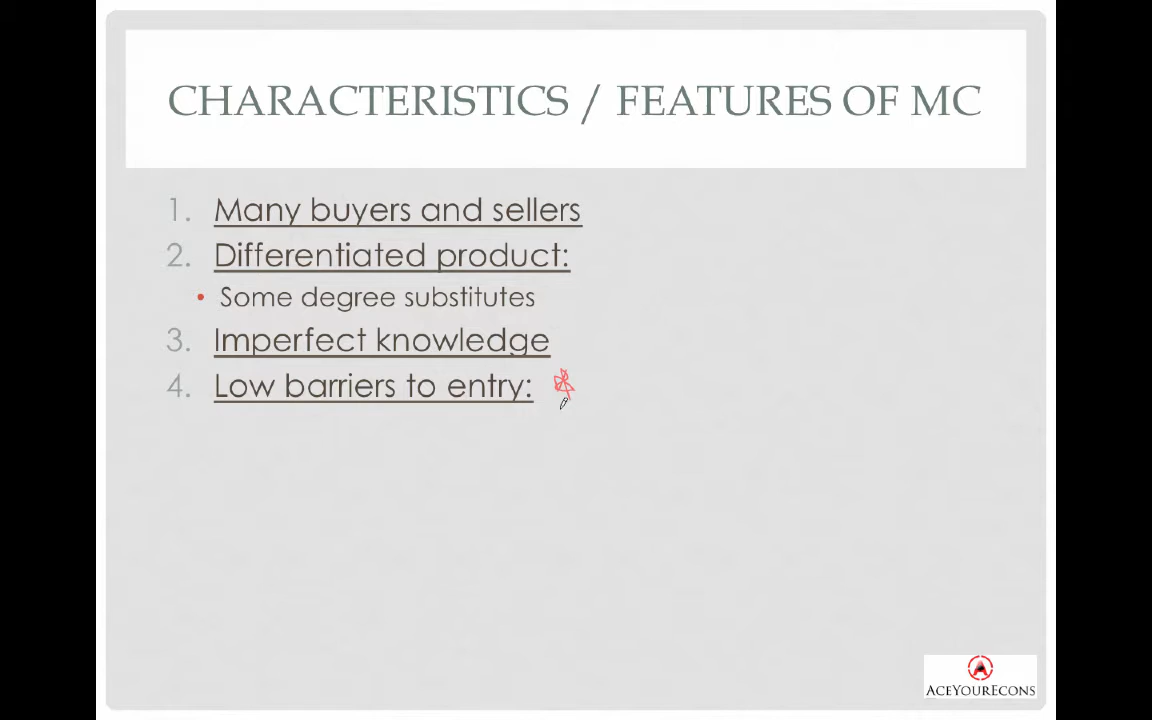 CHARACTERISTICS / FEATURES OF MC
1. Many buyers and sellers
2. Differentiated product:
• Some degree substitutes
3. Imperfect knowledge
4. Low barriers to entry:
ACEYOURECONS